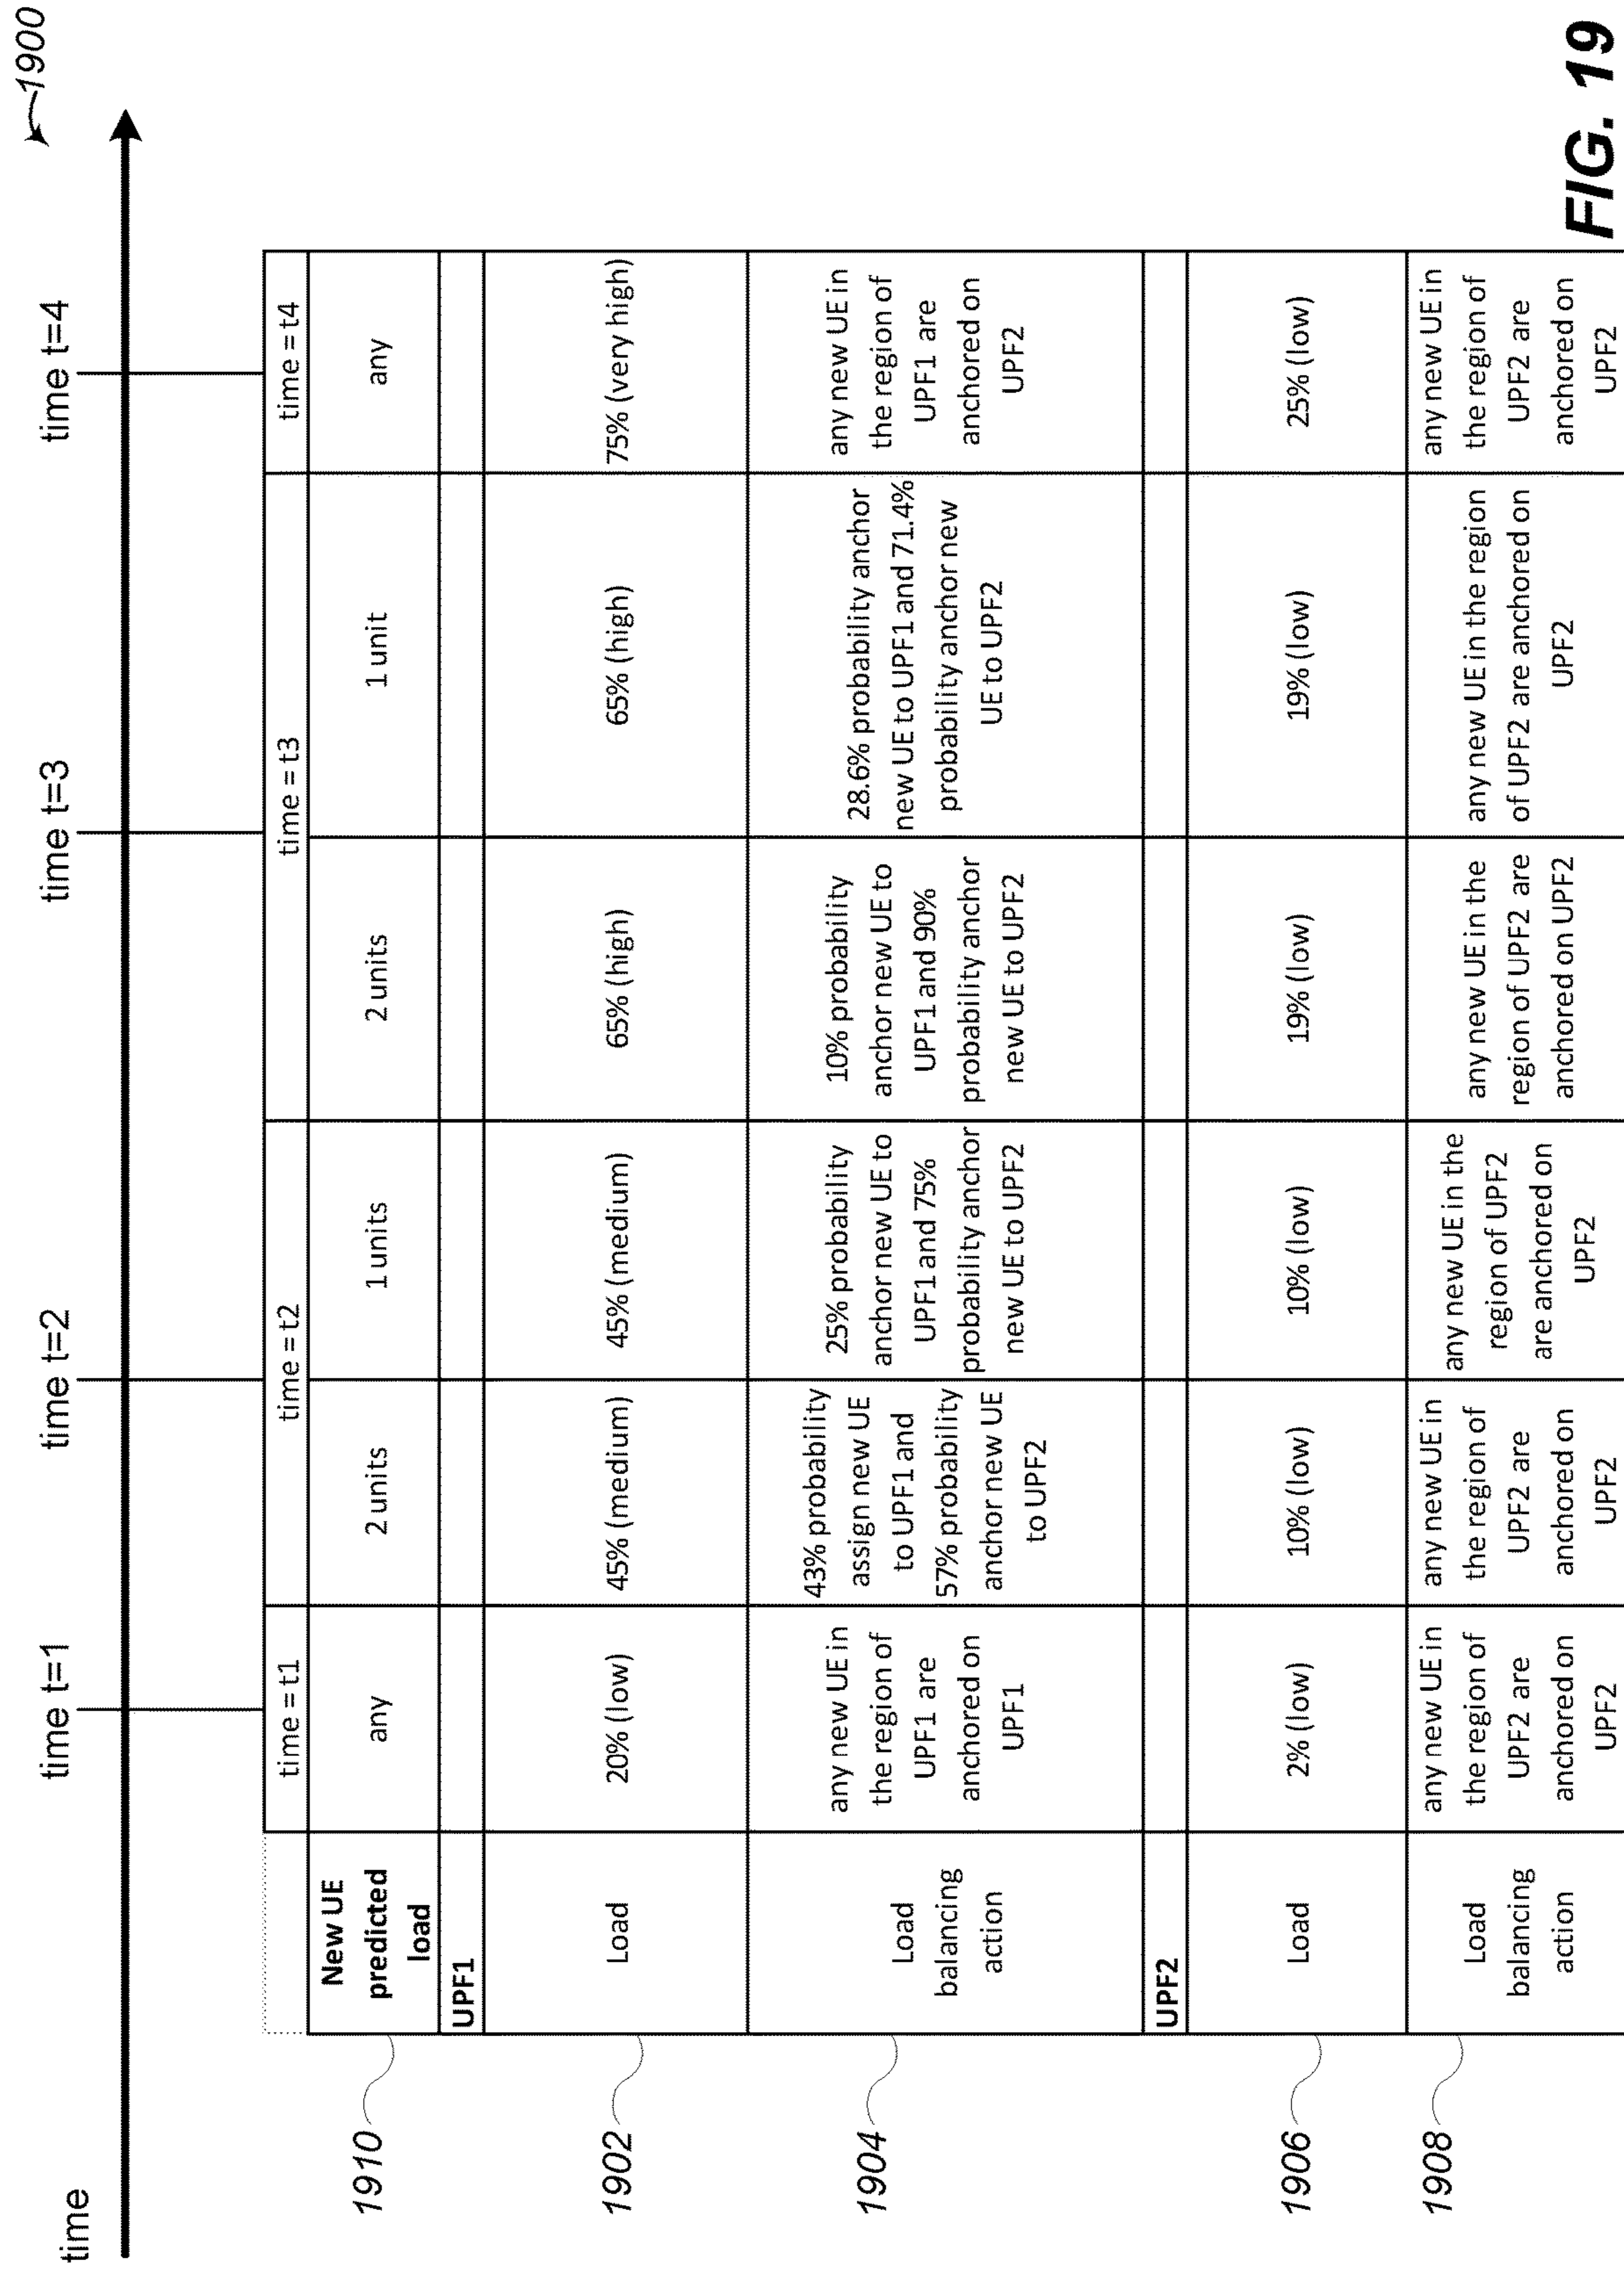 1900
time
time t=1
time t=2
time t=3
time t=4
time = t1
time = t2
time = t3
time = t4
1910
New UE
predicted
load
any
2 units
1 units
2 units
1 unit
any
UPF1
1902
Load
20% (low)
45% (medium)
45% (medium)
65% (high)
65% (high)
75% (very high)
1904
Load
balancing
action
any new UE in
the region of
UPF1 are
anchored on
UPF1
43% probability
assign new UE
to UPF1 and
57% probability
anchor new UE
to UPF2
25% probability
anchor new UE to
UPF1 and 75%
probability anchor
new UE to UPF2
10% probability
anchor new UE to
UPF1 and 90%
probability anchor
new UE to UPF2
28.6% probability anchor
new UE to UPF1 and 71.4%
probability anchor new
UE to UPF2
any new UE in
the region of
UPF1 are
anchored on
UPF2
UPF2
1906
Load
2% (low)
10% (low)
10% (low)
19% (low)
19% (low)
25% (low)
1908
Load
balancing
action
any new UE in
the region of
UPF2 are
anchored on
UPF2
any new UE in
the region of
UPF2 are
anchored on
UPF2
any new UE in the
region of UPF2
are anchored on
UPF2
any new UE in the
region of UPF2 are
anchored on UPF2
any new UE in the region
of UPF2 are anchored on
UPF2
any new UE in
the region of
UPF2 are
anchored on
UPF2
FIG. 19